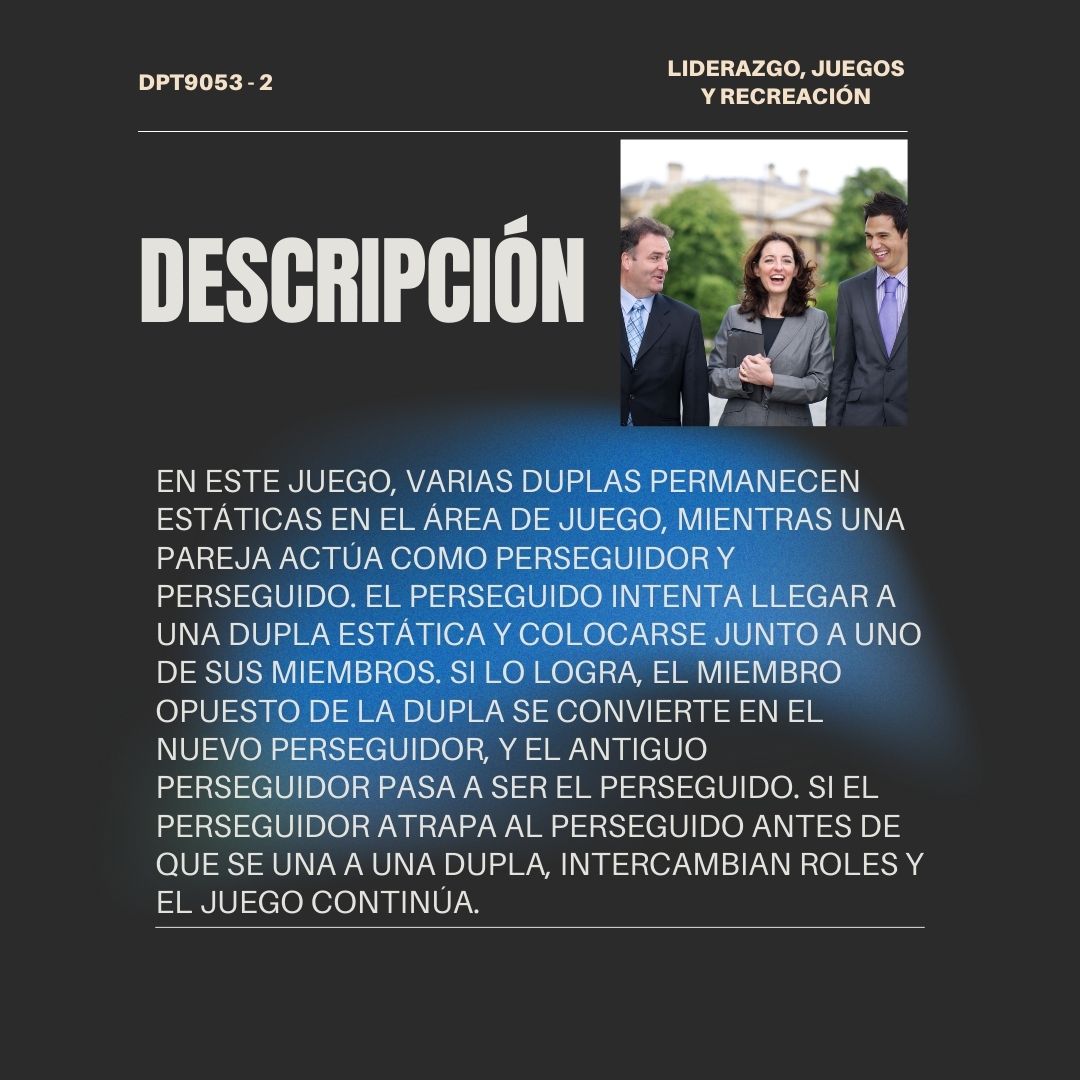 DPT9053 - 2
LIDERAZGO, JUEGOS
Y RECREACIÓN
DESCRIPCIÓN
EN ESTE JUEGO, VARIAS DUPLAS PERMANECEN
ESTÁTICAS EN EL ÁREA DE JUEGO, MIENTRAS UNA
PAREJA ACTÚA COMO PERSEGUIDOR Y
PERSEGUIDO. EL PERSEGUIDO INTENTA LLEGAR A
UNA DUPLA ESTÁTICA Y COLOCARSE JUNTO A UNO
DE SUS MIEMBROS. SI LO LOGRA, EL MIEMBRO
OPUESTO DE LA DUPLA SE CONVIERTE EN EL
NUEVO PERSEGUIDOR, Y EL ANTIGUO
PERSEGUIDOR PASA A SER EL PERSEGUIDO. SI EL
PERSEGUIDOR ATRAPA AL PERSEGUIDO ANTES DE
QUE SE UNA A UNA DUPLA, INTERCAMBIAN ROLES Y
EL JUEGO CONTINÚA.